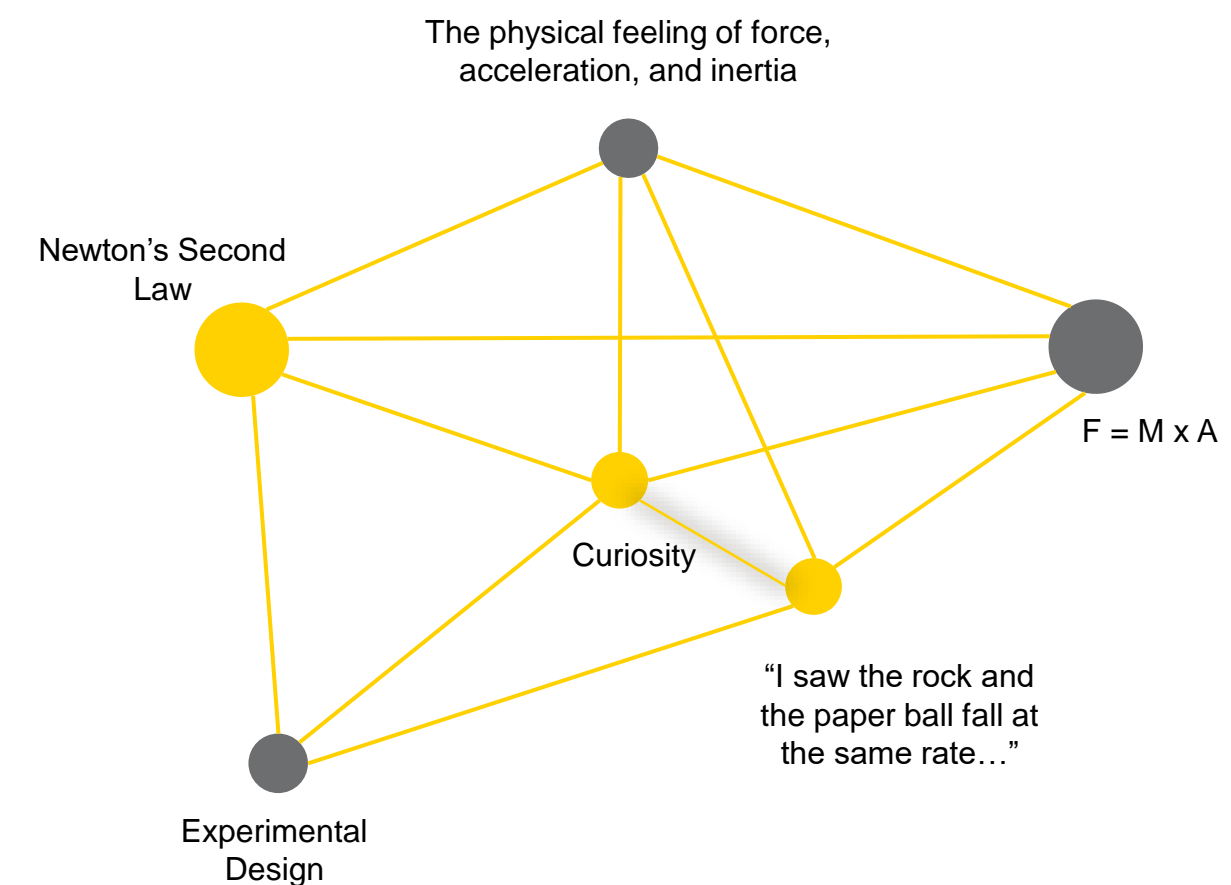 The physical feeling of force,
acceleration, and inertia
Newton’s Second
Law
F = M x A
Curiosity
“I saw the rock and
the paper ball fall at
the same rate…”
Experimental
Design